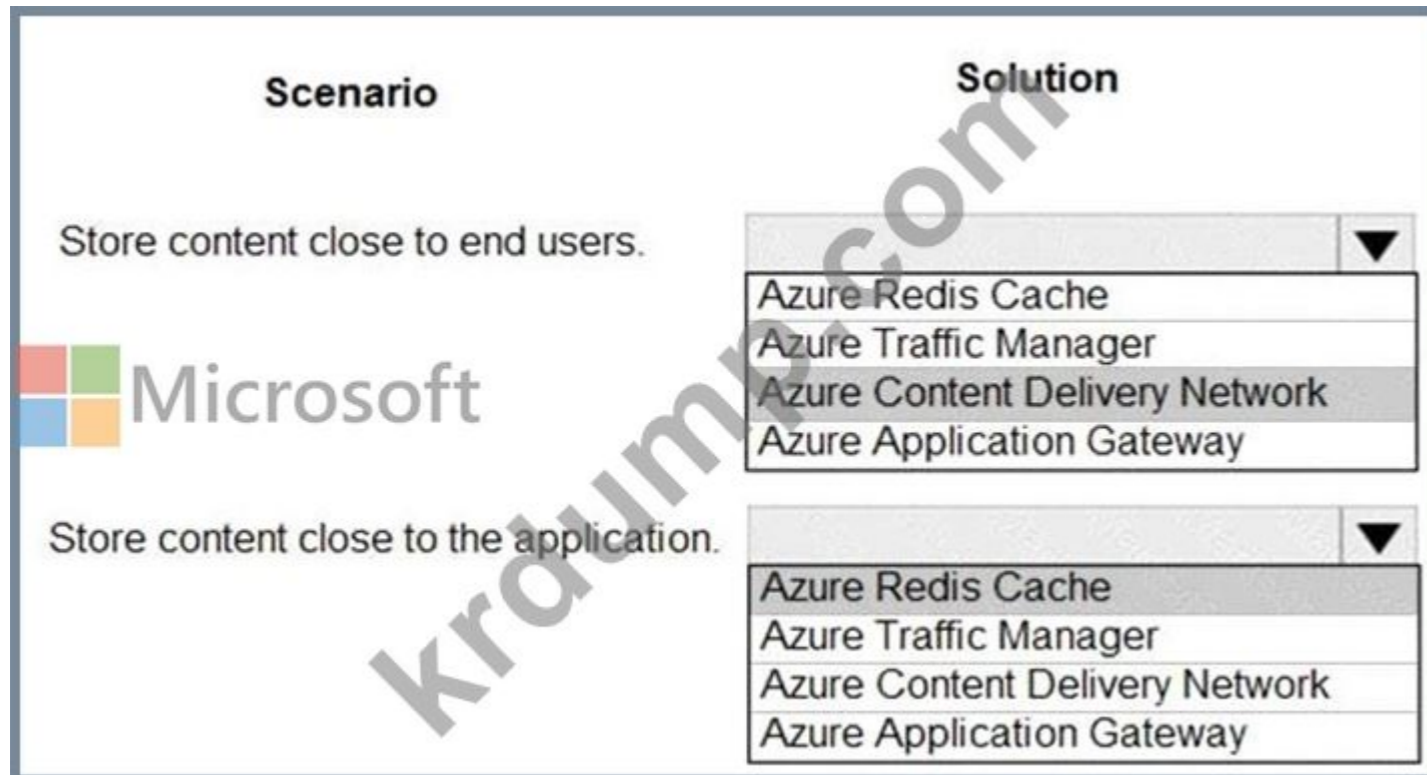 Scenario
Solution
Store content close to end users.
Azure Redis Cache
Azure Traffic Manager
Azure Content Delivery Network
Azure Application Gateway
Microsoft
Store content close to the application.
Azure Redis Cache
Azure Traffic Manager
Azure Content Delivery Network
Azure Application Gateway
krdump.com